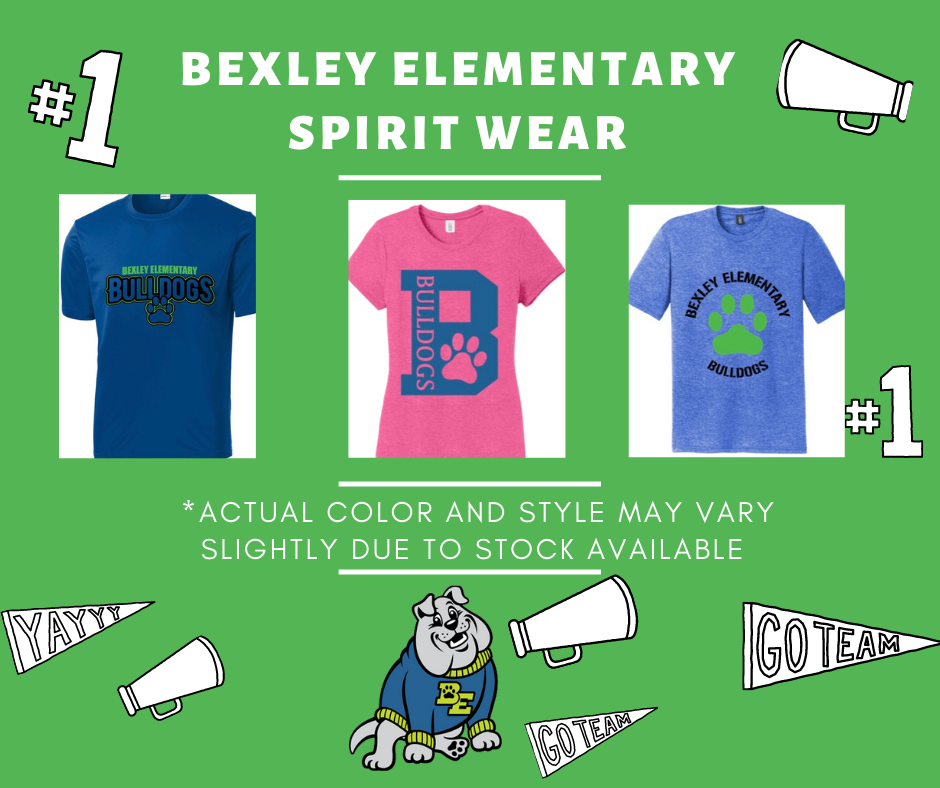 #1
BEXLEY ELEMENTARY
SPIRIT WEAR
BEXLEY ELEMENTARY
BULLDOGS
B
BULLDOGS
BEXLEY ELEMENTARY
BULLDOGS
#1
*ACTUAL COLOR AND STYLE MAY VARY
SLIGHTLY DUE TO STOCK AVAILABLE
YAYYY
BE
GO TEAM
GO TEAM